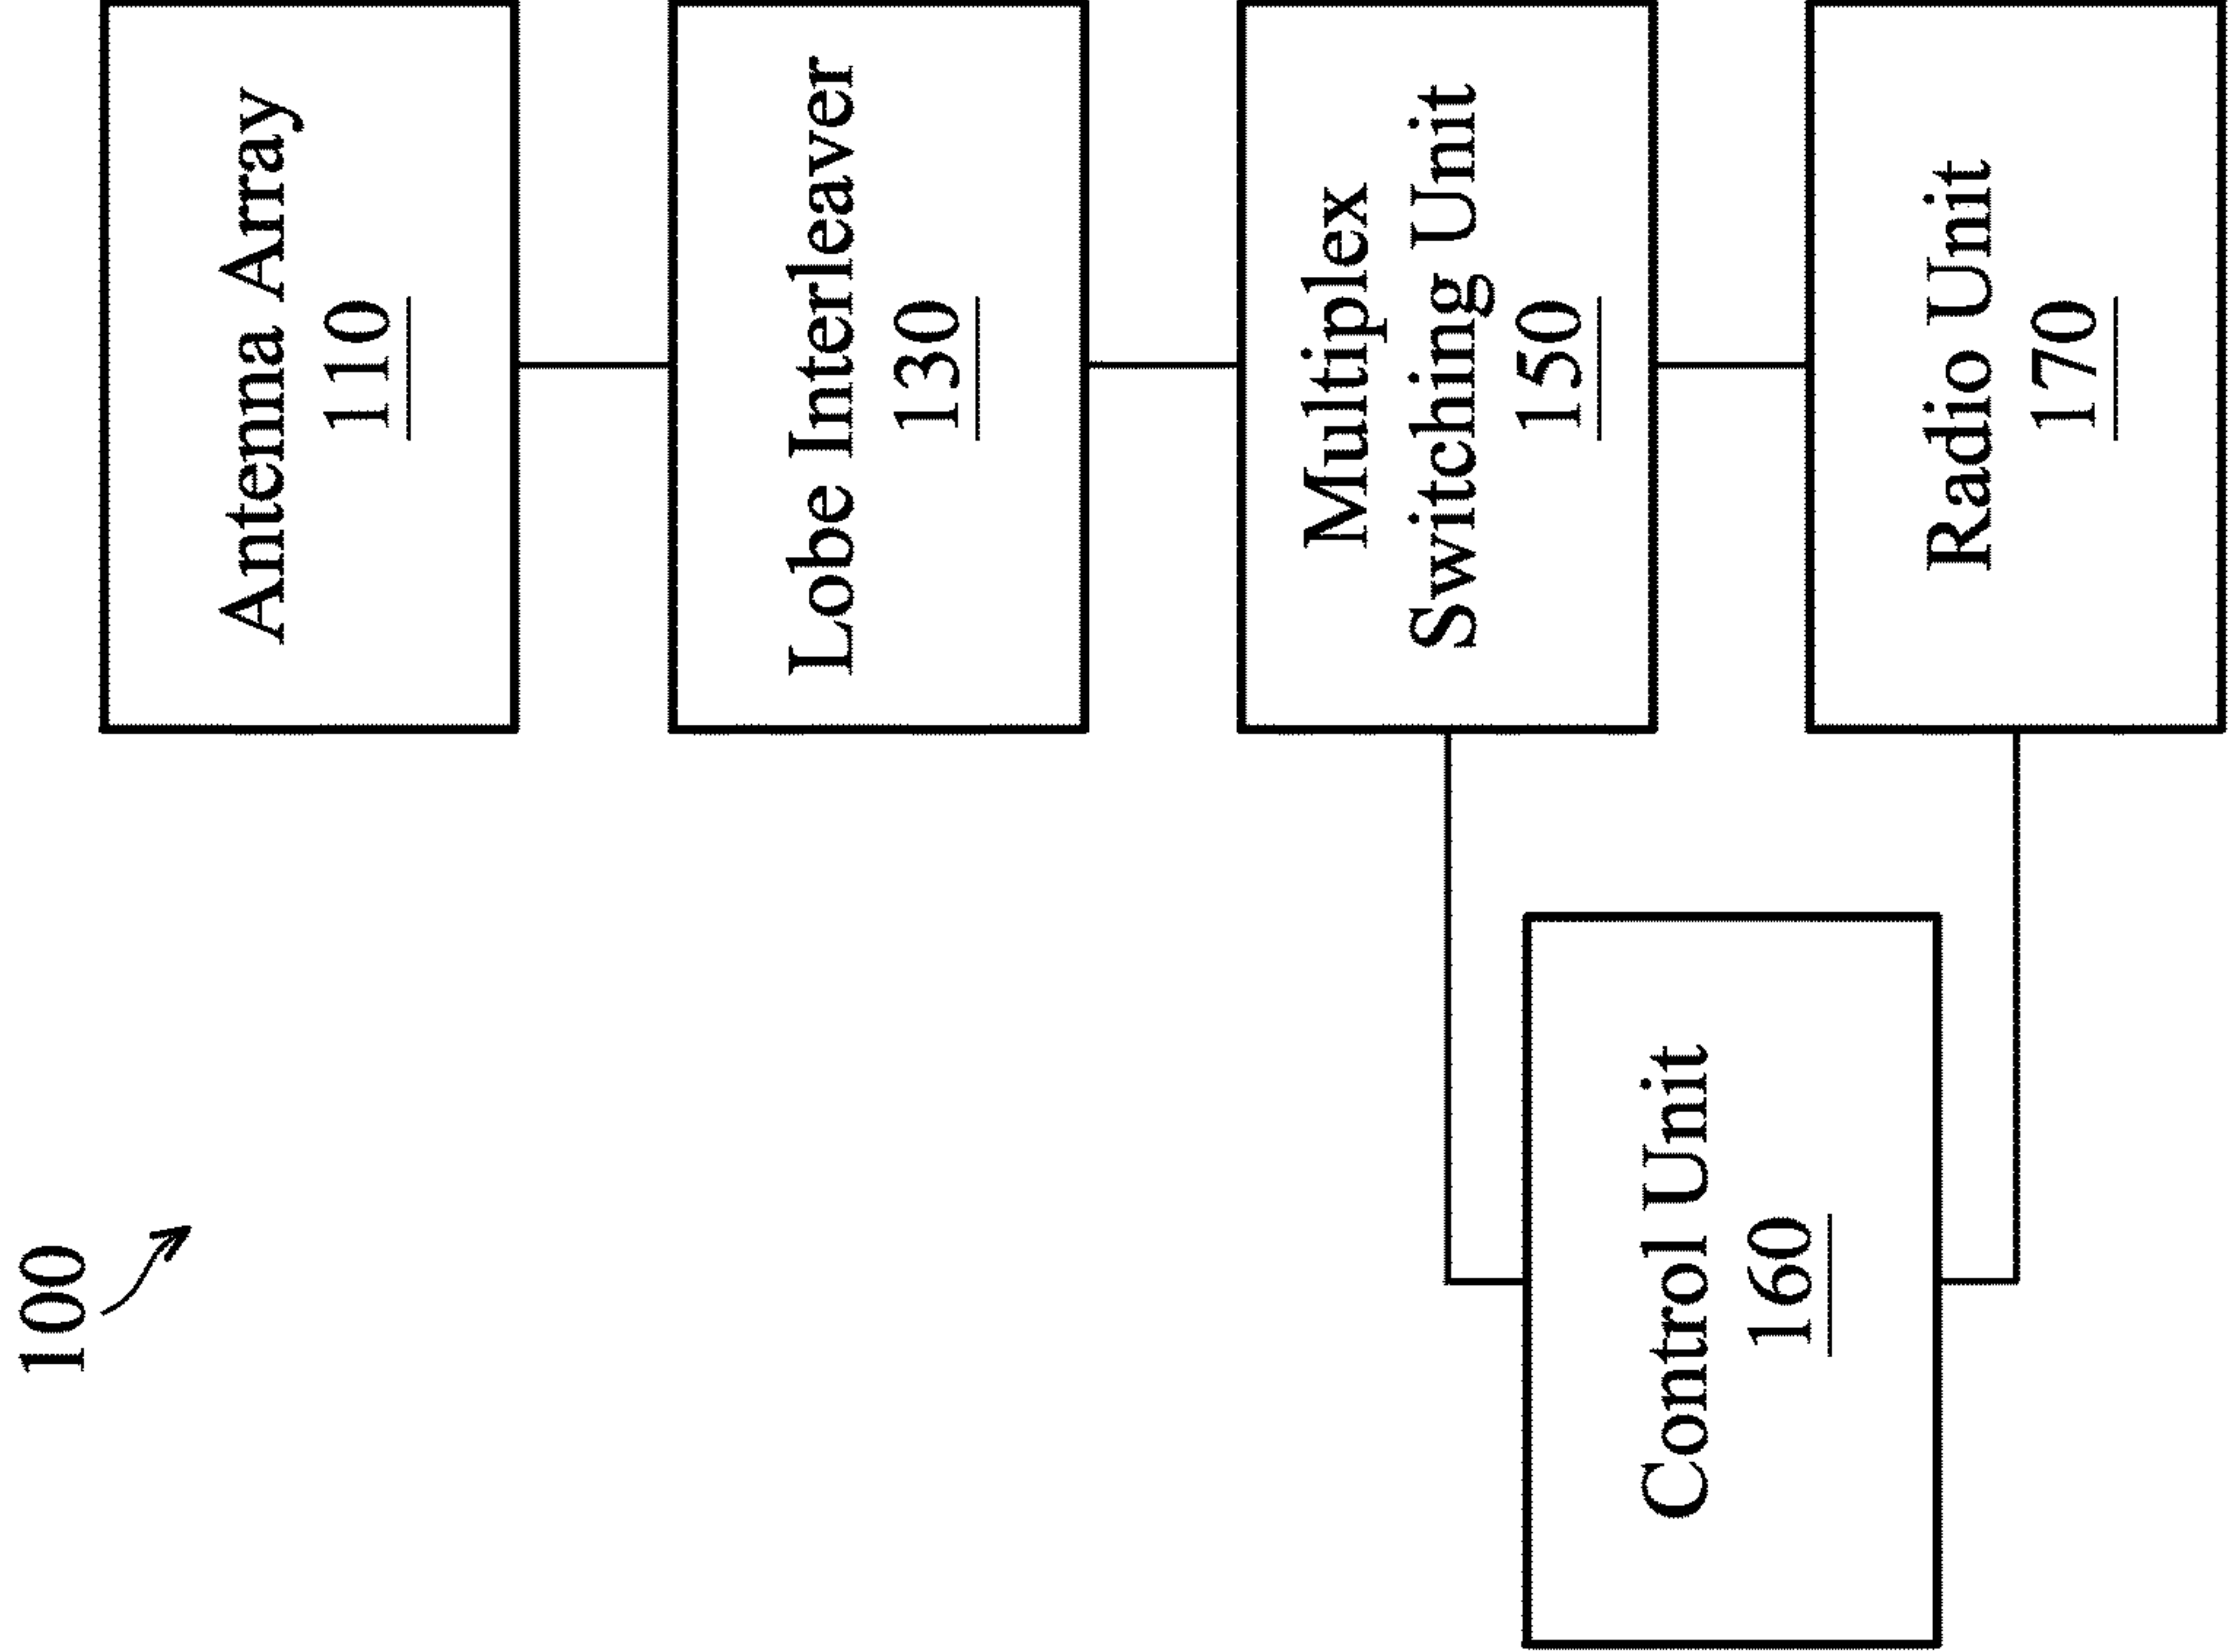 100
Antenna Array
110
Lobe Interleaver
130
Multiplex
Switching Unit
150
Control Unit
160
Radio Unit
170